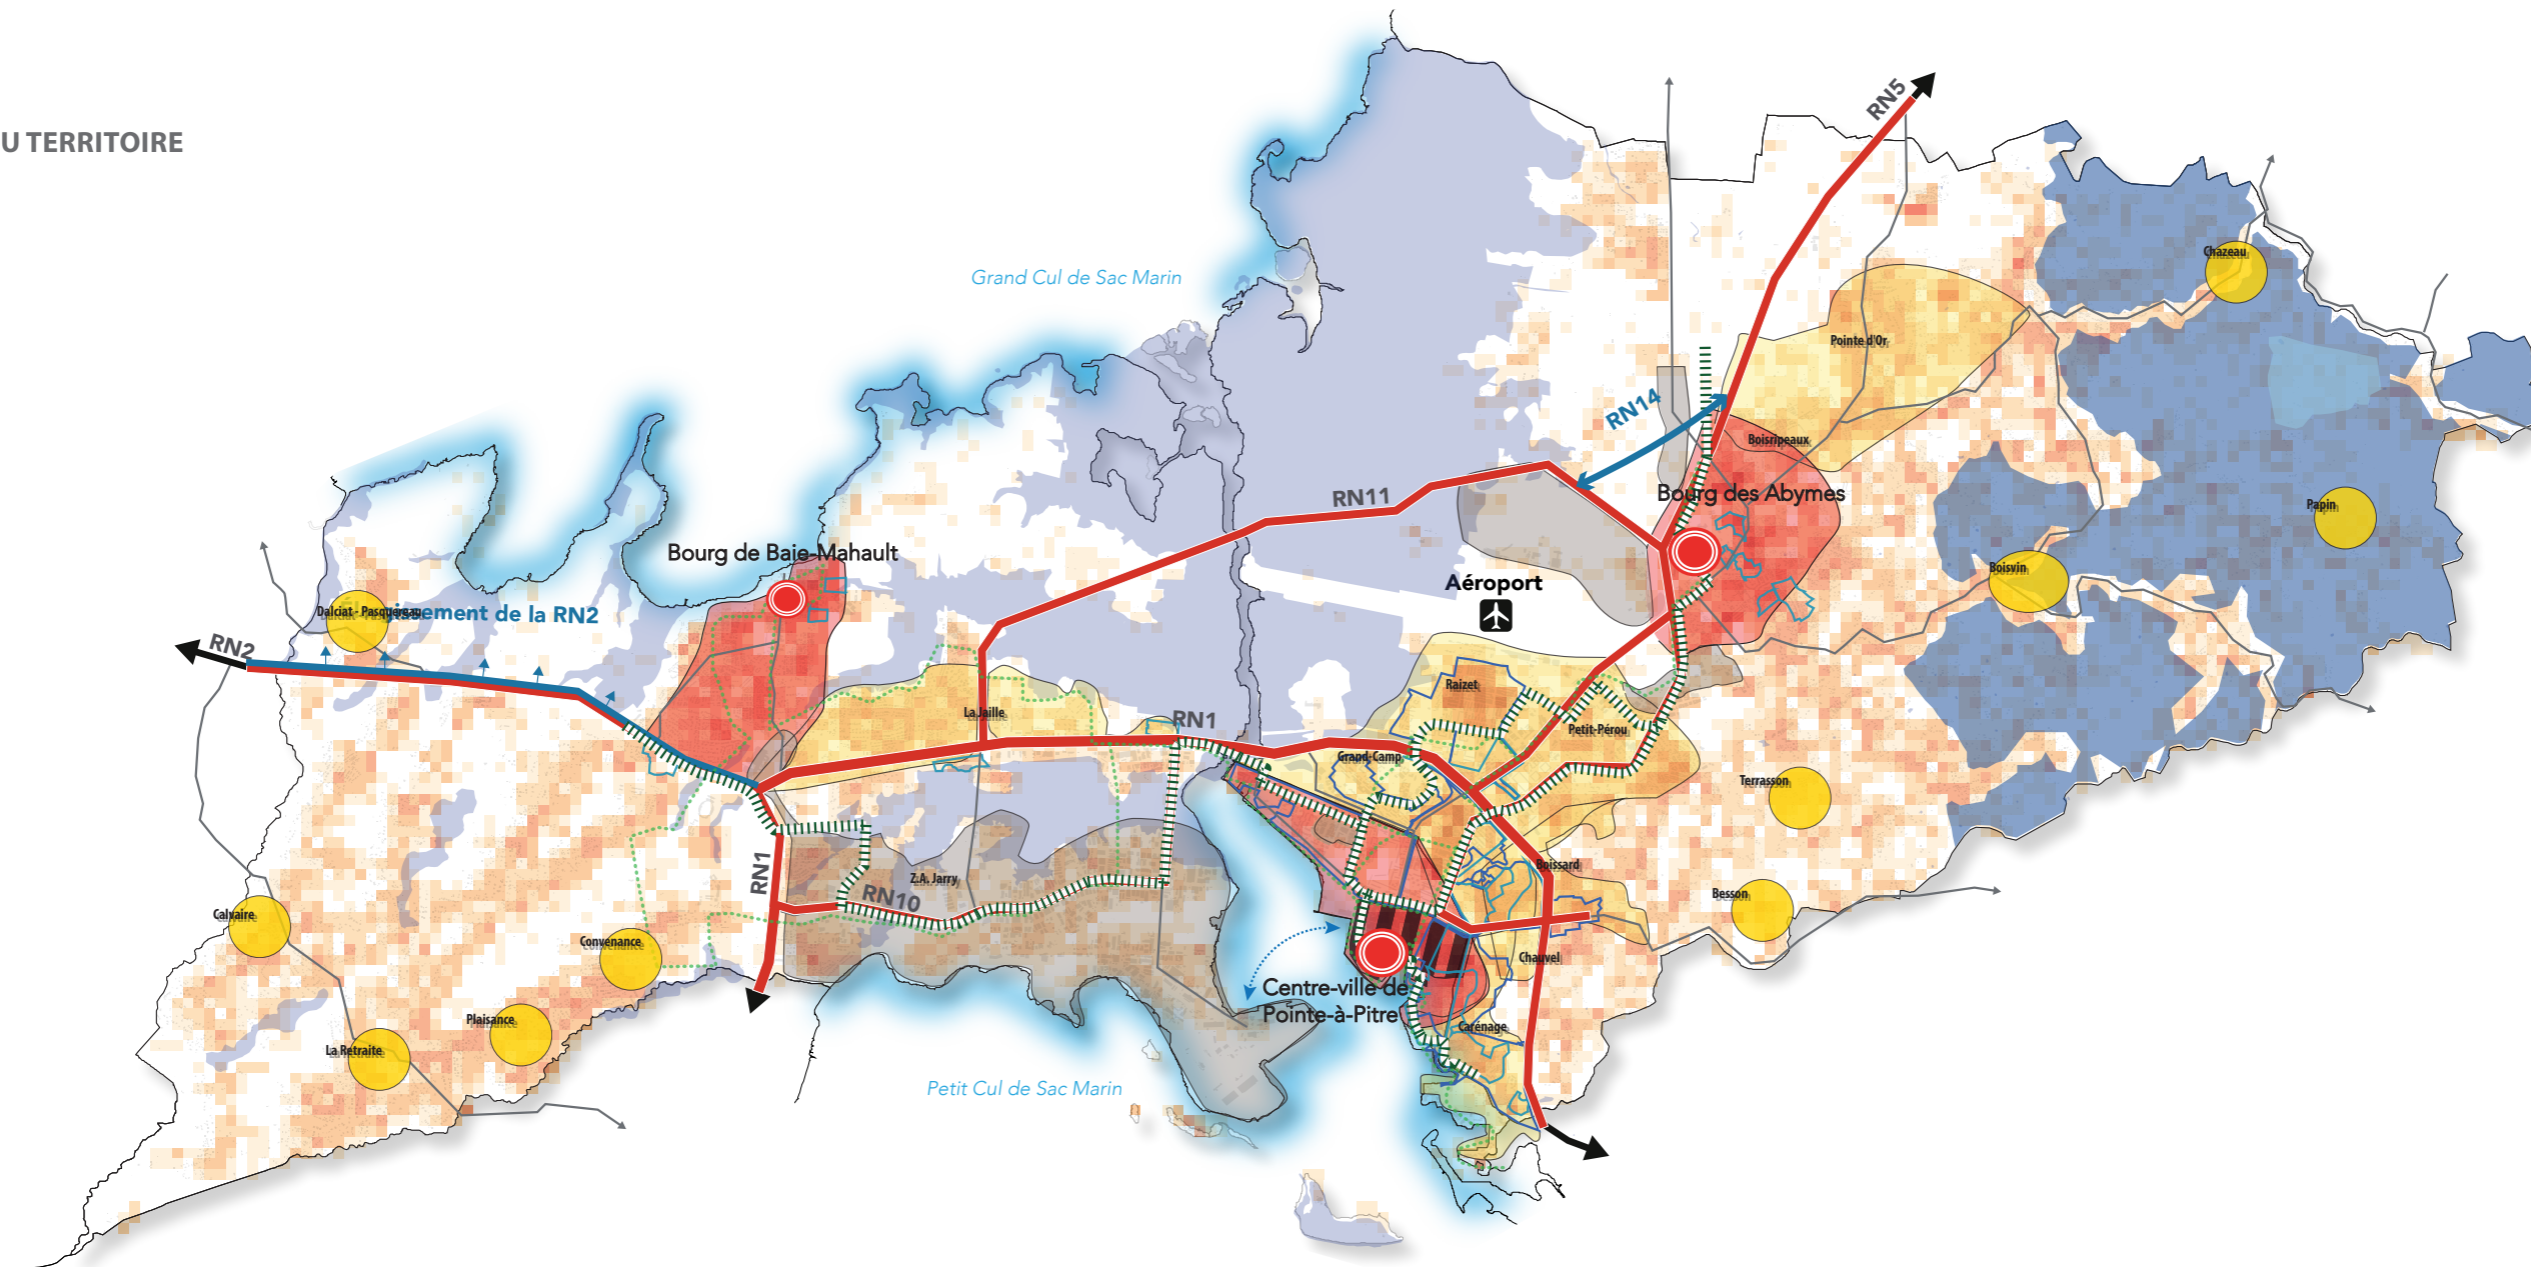 U TERRITOIRE
RN5
Grand Cul de Sac Marin
Chazeau
Pointe d'Or
RN14
Boisripeaux
Bourg des Abymes
RN11
Papin
Bourg de Baie-Mahault
Aéroport
Boisvin
Dalciat - Pasquereau
sement de la RN2
RN2
Raizet
La Jaille
RN1
Petit-Pérou
Grand-Camp
Terrasson
Boissard
RN1
Z.A. Jarry
RN10
Besson
Calvaire
Convenance
Chauvel
Centre-ville de
Pointe-à-Pitre
Plaisance
Carénage
La Retraite
Petit Cul de Sac Marin